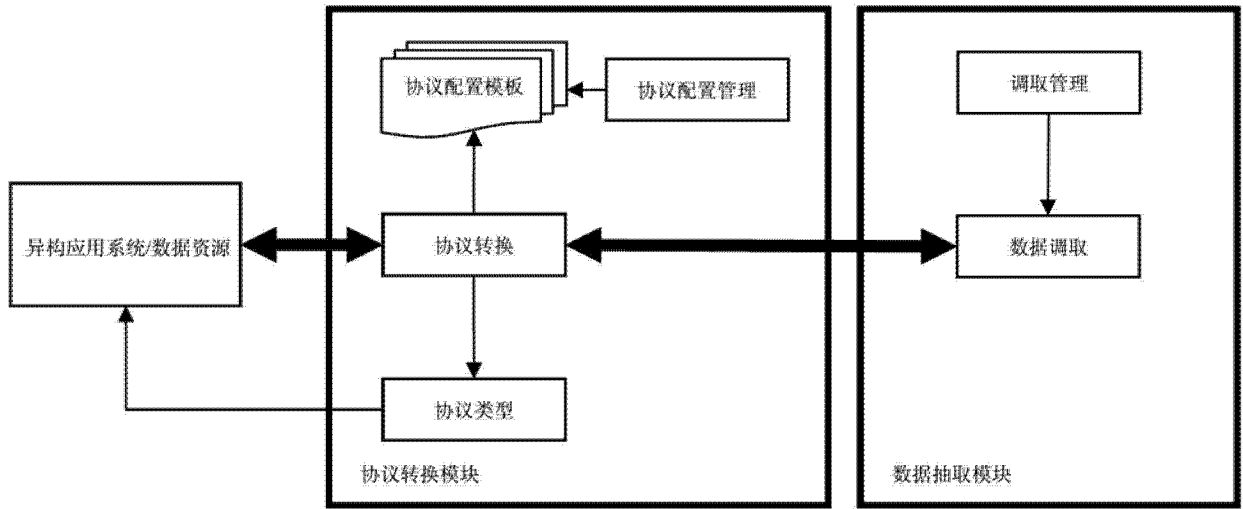 协议配置模板
协议配置管理
调取管理
异构应用系统/数据资源
协议转换
数据调取
协议类型
协议转换模块
数据抽取模块